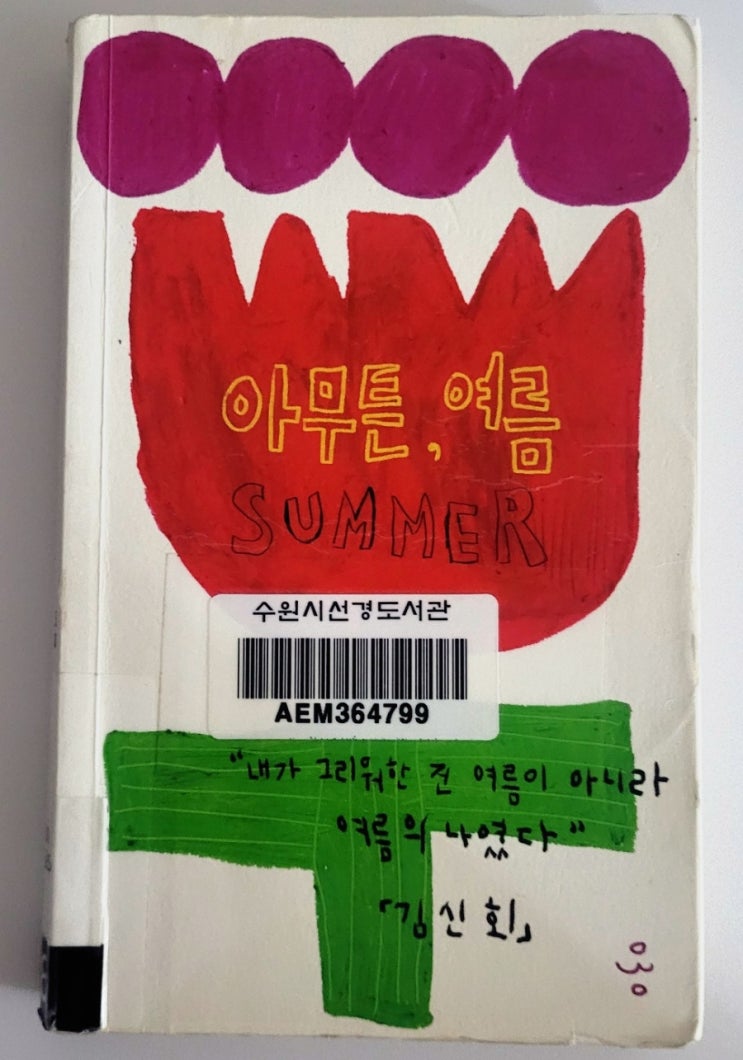 아무튼, 여름
SUMMER
수원시선경도서관
AEM364799
"내가 그리워한 건 여름이 아니라
여름의 나였다"
「김신회」
030